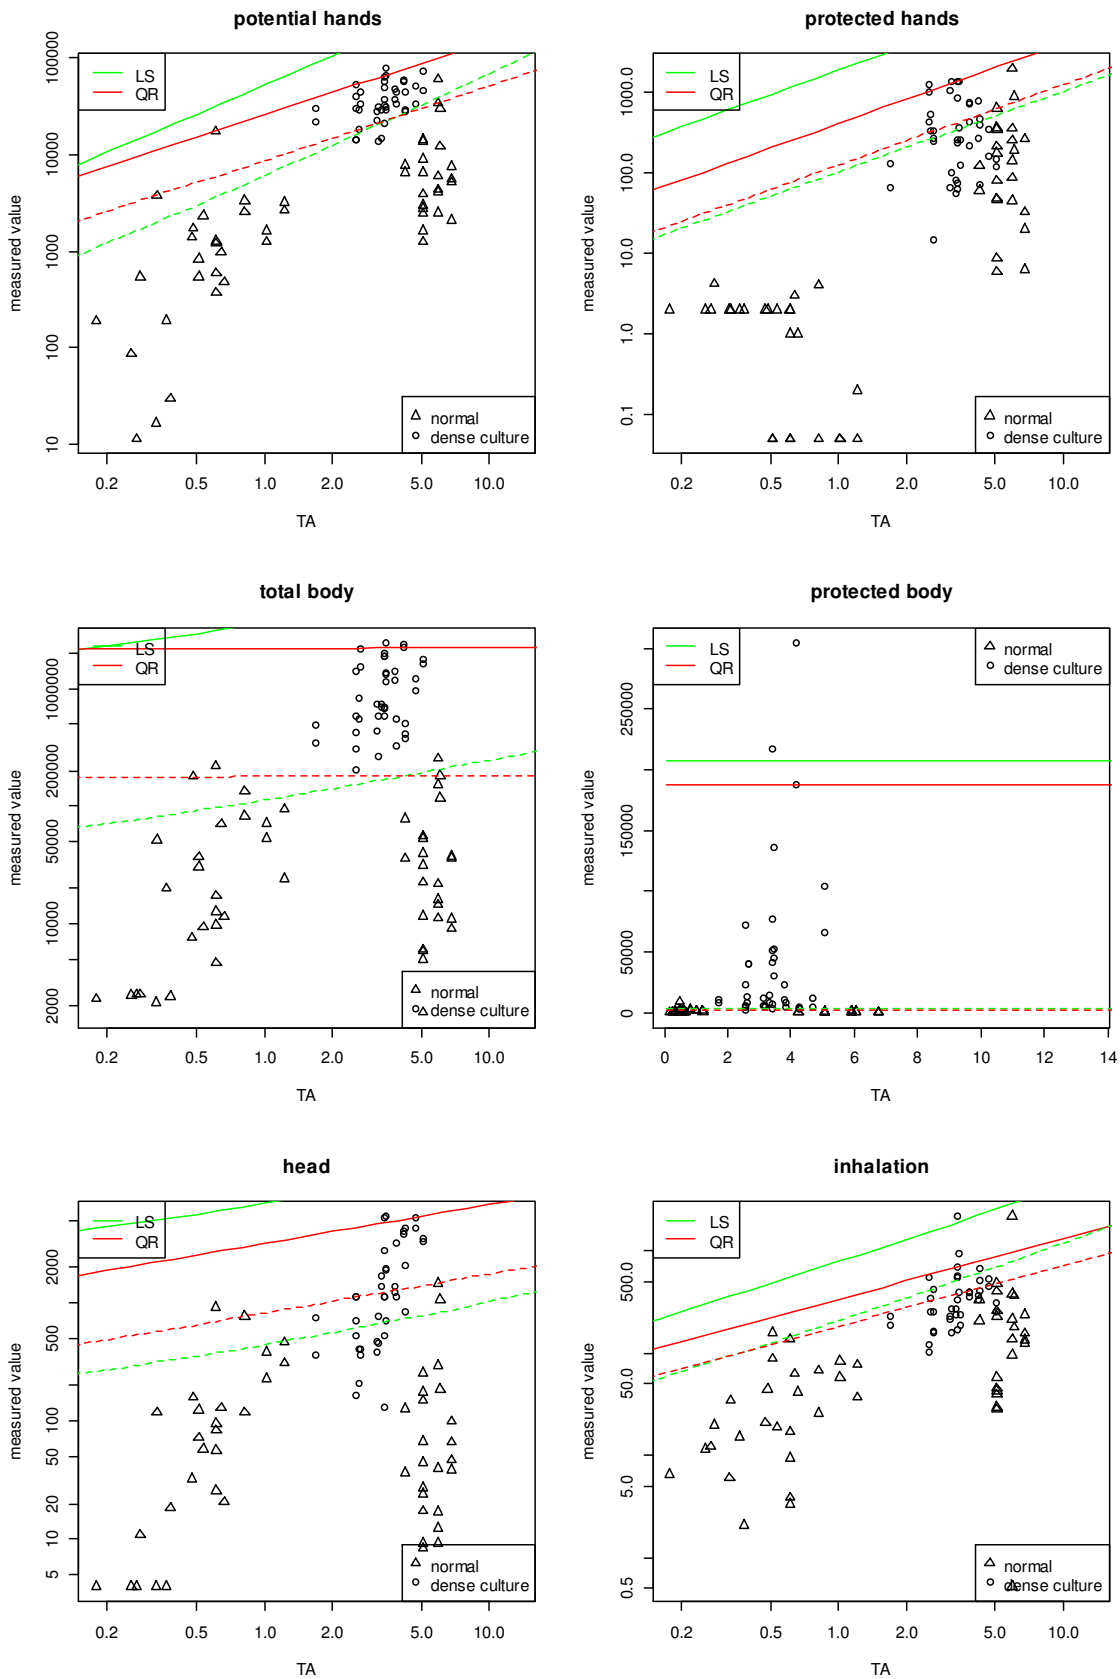 potential hands
protected hands
LS
QR
LS
QR
100000
10000
1000
100
10
measured value
1000.0
100.0
10.0
1.0
0.1
measured value
normal
dense culture
normal
dense culture
0.2 0.5 1.0 2.0 5.0 10.0
0.2 0.5 1.0 2.0 5.0 10.0
TA
TA
total body
protected body
LS
QR
LS
QR
normal
dense culture
1000000
200000
50000
10000
2000
measured value
250000
150000
50000
0
measured value
normal
dense culture
0.2 0.5 1.0 2.0 5.0 10.0
0 2 4 6 8 10 12 14
TA
TA
head
inhalation
LS
QR
LS
QR
2000
500
100
50
20
10
5
measured value
500.0
50.0
5.0
0.5
measured value
normal
dense culture
normal
dense culture
0.2 0.5 1.0 2.0 5.0 10.0
0.2 0.5 1.0 2.0 5.0 10.0
TA
TA